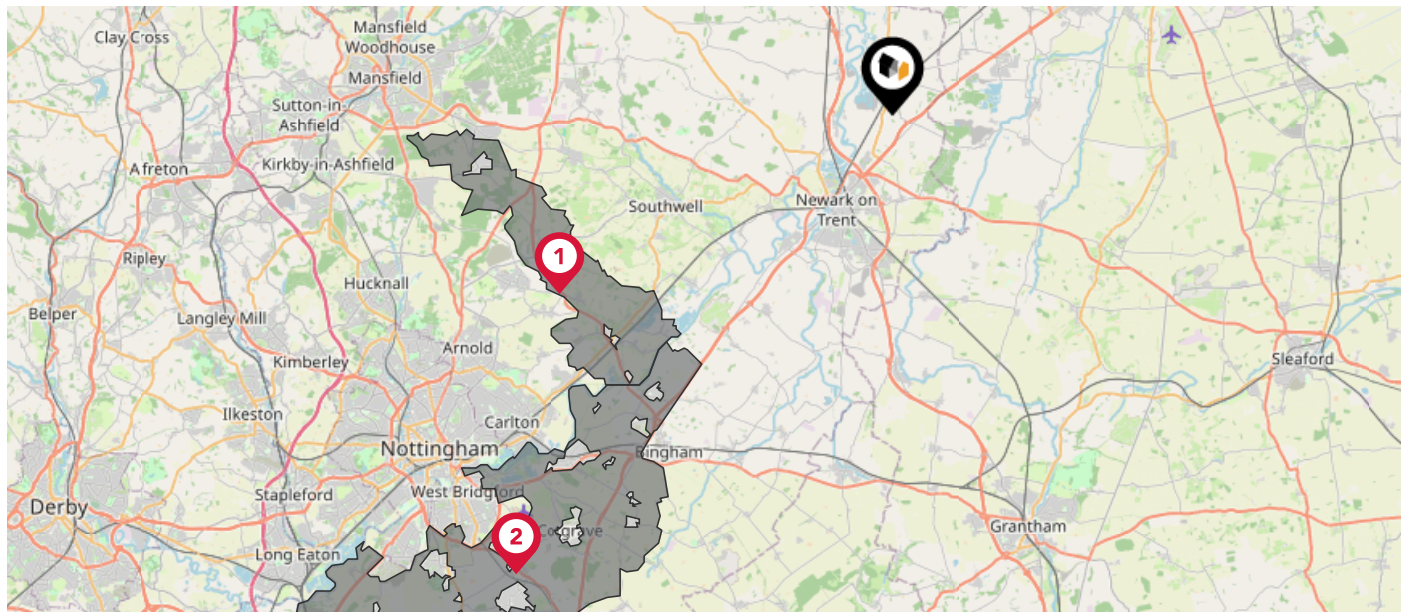 Clay Cross
Mansfield
Woodhouse
Mansfield
Sutton-in-
Ashfield
Afreton
Kirkby-in-Ashfield
Southwell
Newark on
Trent
1
Ripley
Hucknall
Belper
Langley Mill
Arnold
Kimberley
Sleaford
Ilkeston
Carlton
Nottingham
Bingham
Stapleford
West Bridgford
Derby
Cotgrave
Grantham
2
Long Eaton